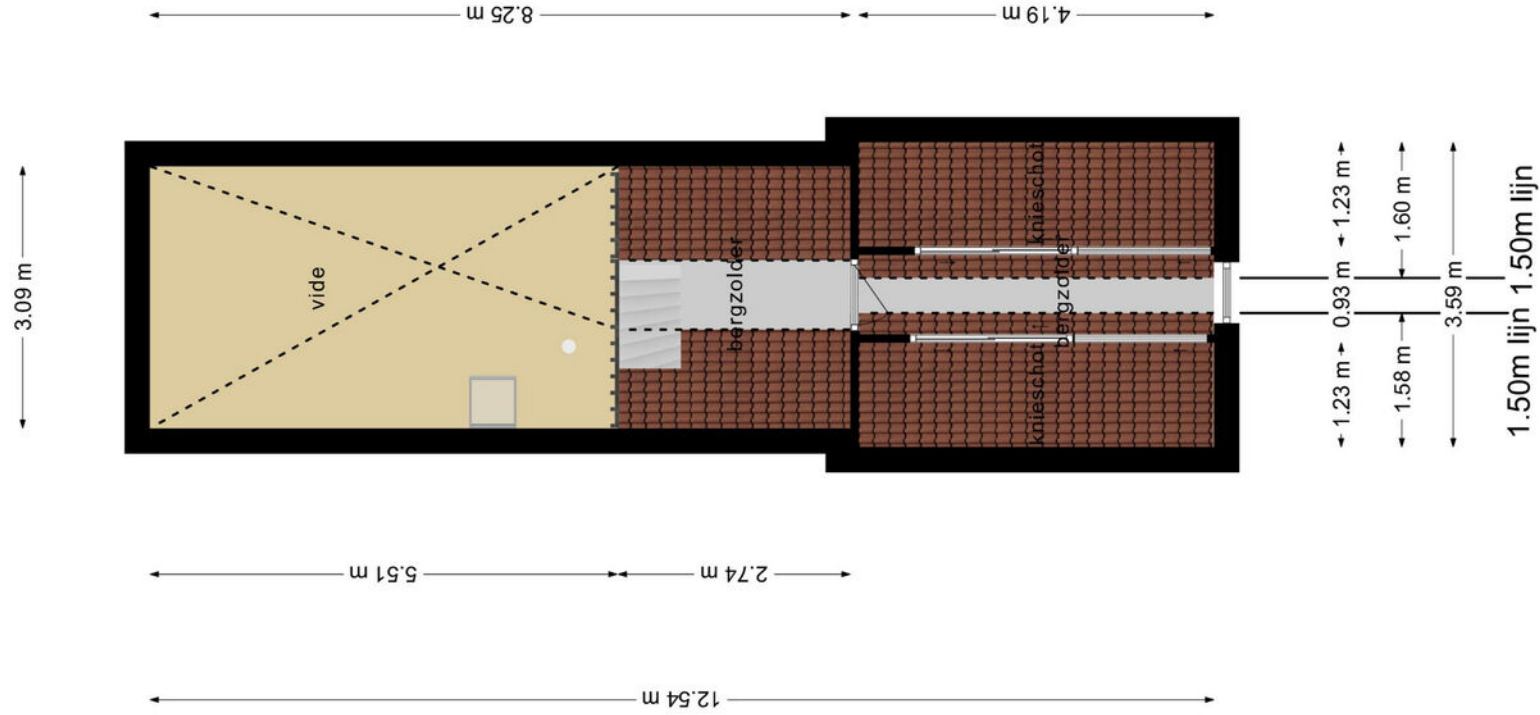 8.25 m
4.19 m
3.09 m
vide
bergzolder
knieschot
bergzolder
knieschot
1.23 m
0.93 m
1.23 m
1.60 m
1.58 m
3.59 m
1.50m lijn
1.50m lijn
5.51 m
2.74 m
12.54 m